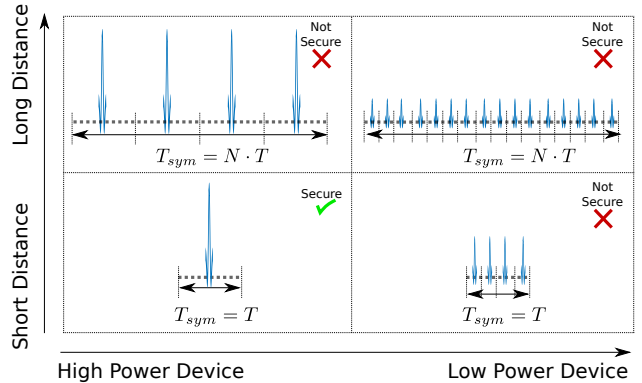 Long Distance
Not
Secure
T_sym = N · T
Not
Secure
T_sym = N · T
Short Distance
Secure
T_sym = T
Not
Secure
T_sym = T
High Power Device
Low Power Device